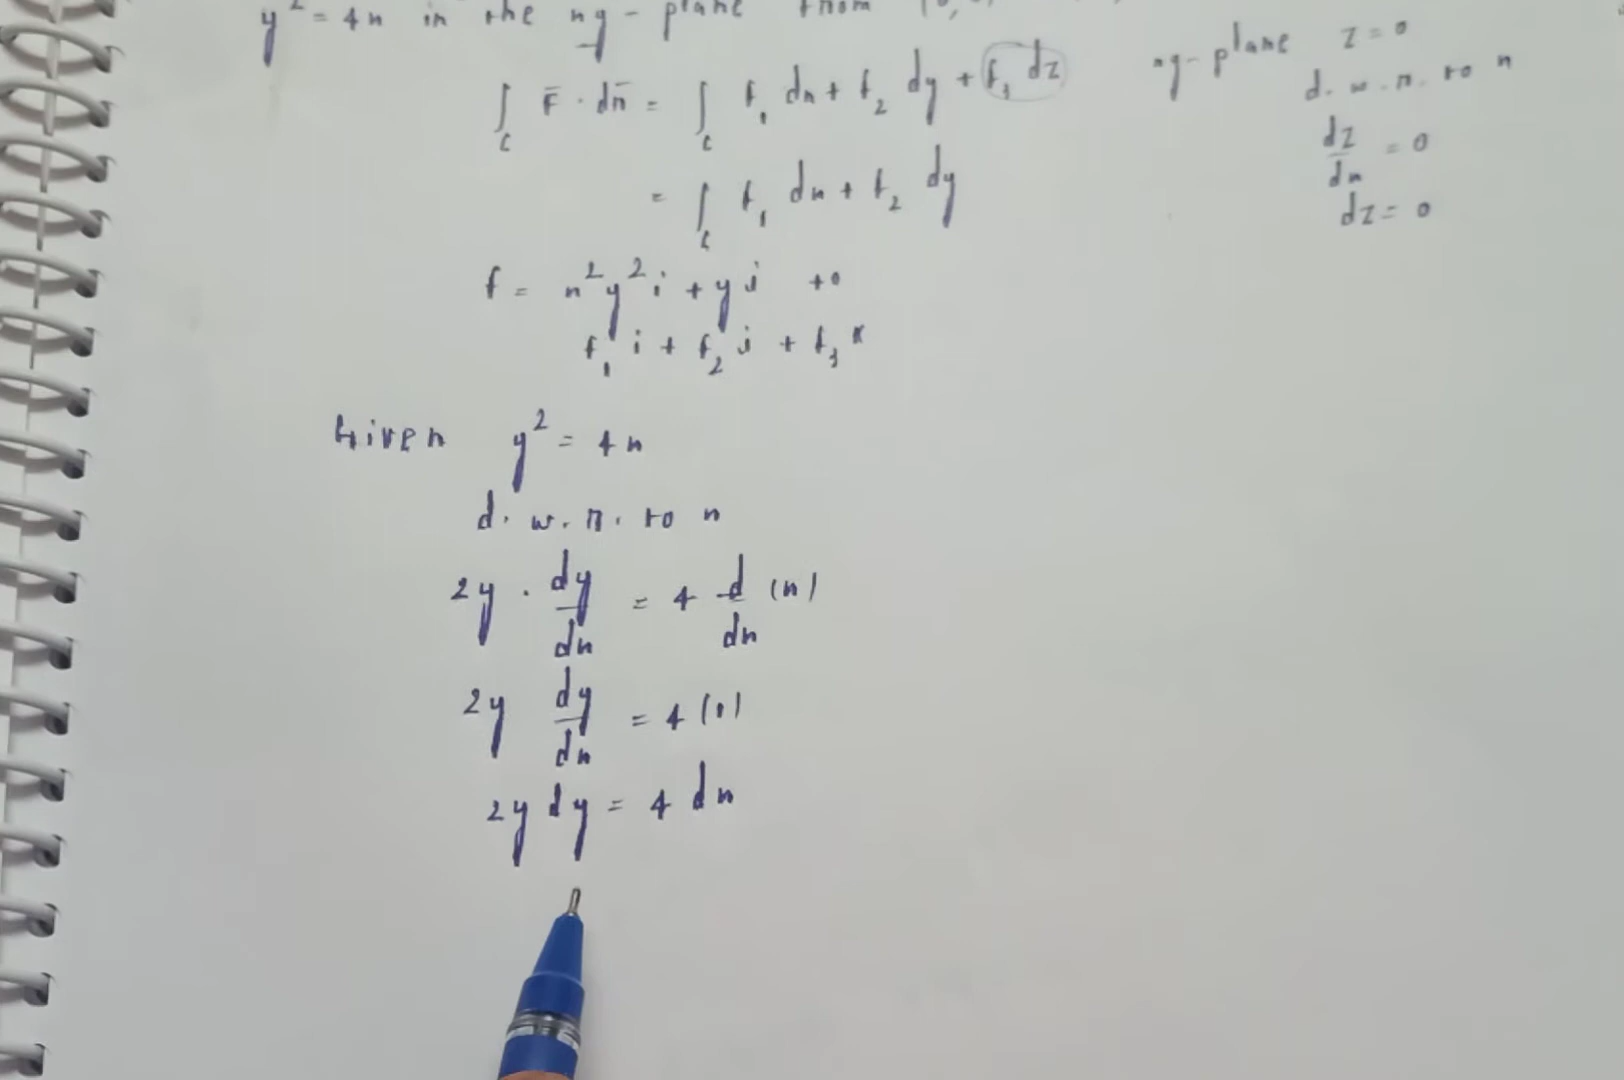 y² = 4x in the xy-plane from (0,
∫_C F̄ · dr̄ = ∫_C f₁ dx + f₂ dy + f₃ dz
= ∫_C f₁ dx + f₂ dy
xy-plane z = 0
d. w. r. to x
dz/dx = 0
dz = 0
f = x²y² i + y j + 0
f₁ i + f₂ j + f₃ k
Given y² = 4x
d. w. r. to x
2y · dy/dx = 4 d/dx (x)
2y dy/dx = 4 (1)
2y dy = 4 dx